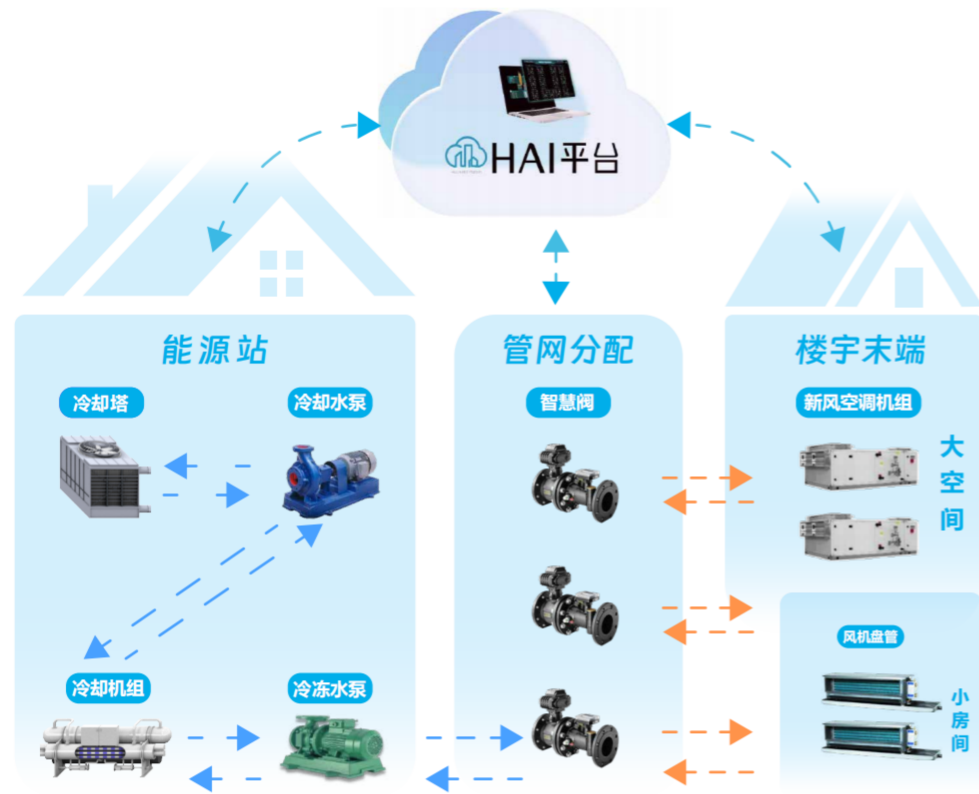 HAI平台
能源站
管网分配
楼宇末端
冷却塔
冷却水泵
智慧阀
新风空调机组
大空间
风机盘管
冷却机组
冷冻水泵
小房间